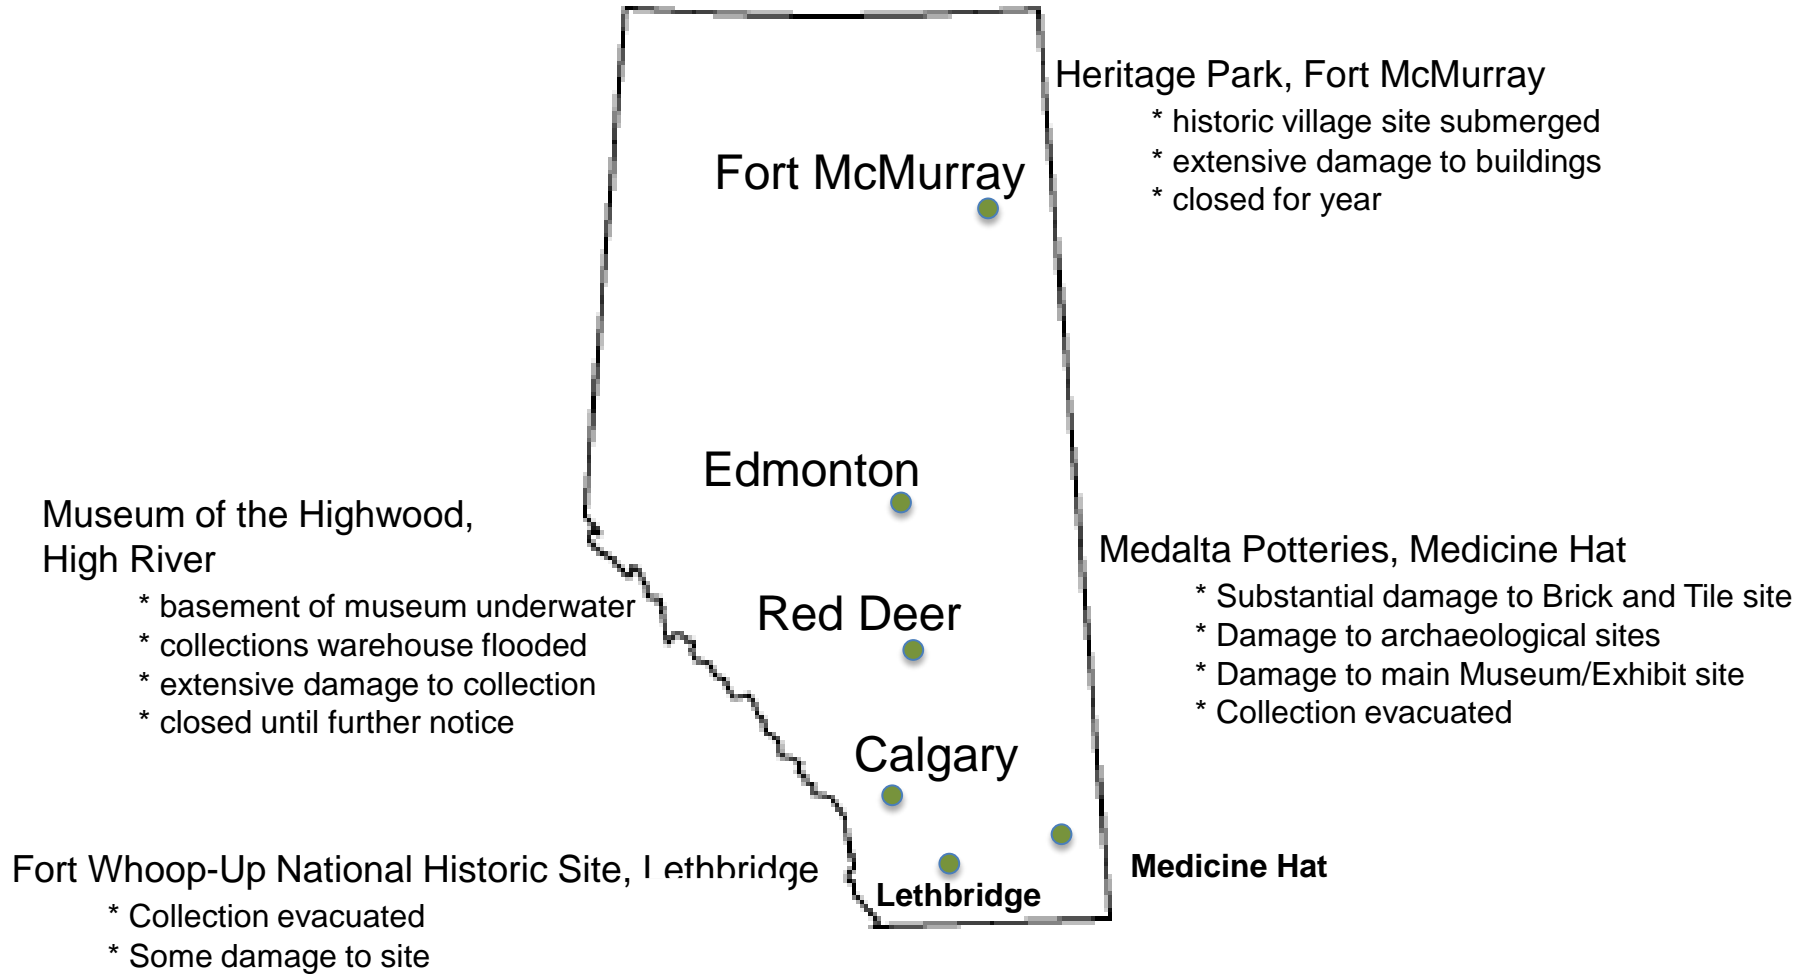 Heritage Park, Fort McMurray
* historic village site submerged
* extensive damage to buildings
* closed for year
Fort McMurray
Edmonton
Museum of the Highwood,
High River
* basement of museum underwater
* collections warehouse flooded
* extensive damage to collection
* closed until further notice
Medalta Potteries, Medicine Hat
* Substantial damage to Brick and Tile site
* Damage to archaeological sites
* Damage to main Museum/Exhibit site
* Collection evacuated
Red Deer
Calgary
Fort Whoop-Up National Historic Site, Lethbridge
* Collection evacuated
* Some damage to site
Lethbridge
Medicine Hat